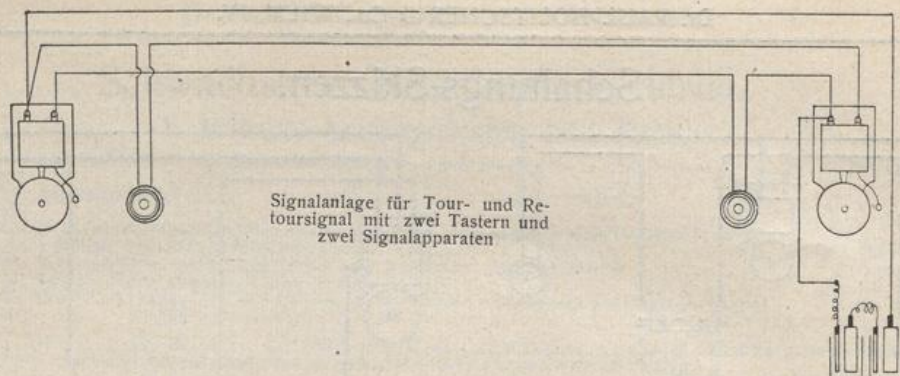 Signalanlage für Tour- und Re-
toursignal mit zwei Tastern und
zwei Signalapparaten